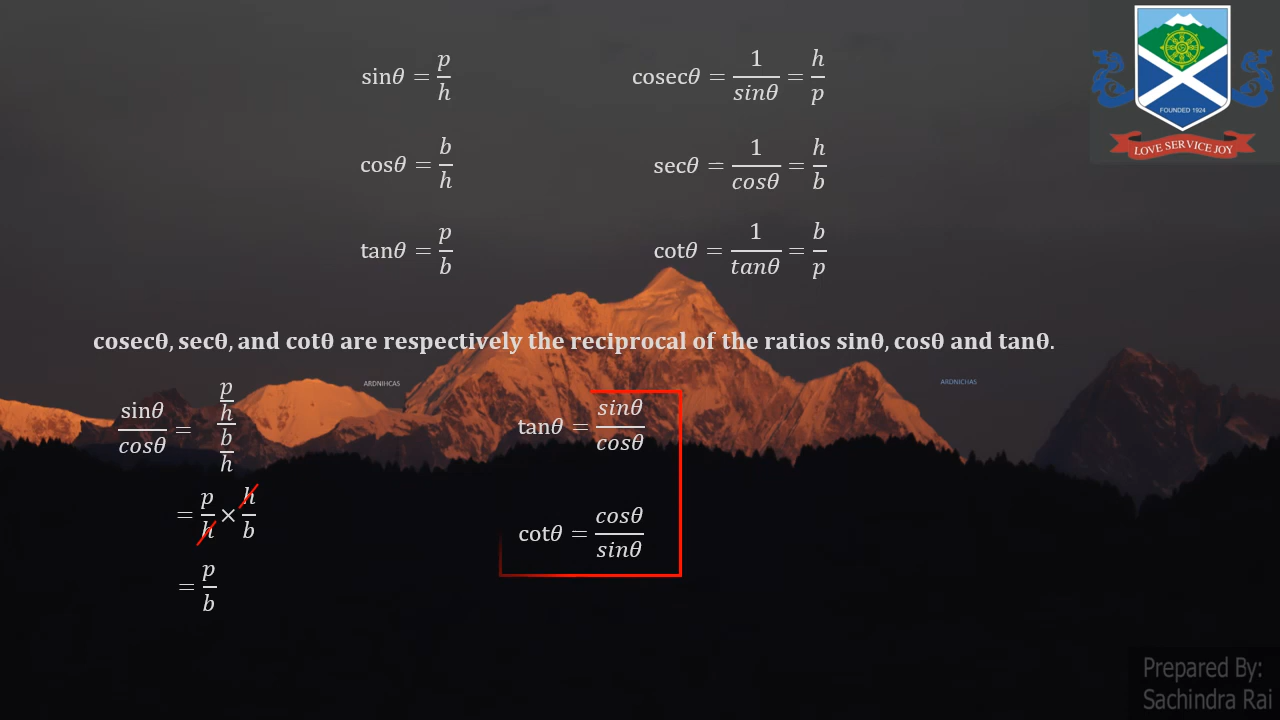 sinθ = p/h
cosecθ = 1/sinθ = h/p
cosθ = b/h
secθ = 1/cosθ = h/b
tanθ = p/b
cotθ = 1/tanθ = b/p
cosecθ, secθ, and cotθ are respectively the reciprocal of the ratios sinθ, cosθ and tanθ.
ARDNIHCAS
ARDNICHAS
sinθ/cosθ = (p/h)/(b/h)
= p/h × h/b
= p/b
tanθ = sinθ/cosθ
cotθ = cosθ/sinθ
FOUNDED 1924
LOVE SERVICE JOY
Prepared By:
Sachindra Rai